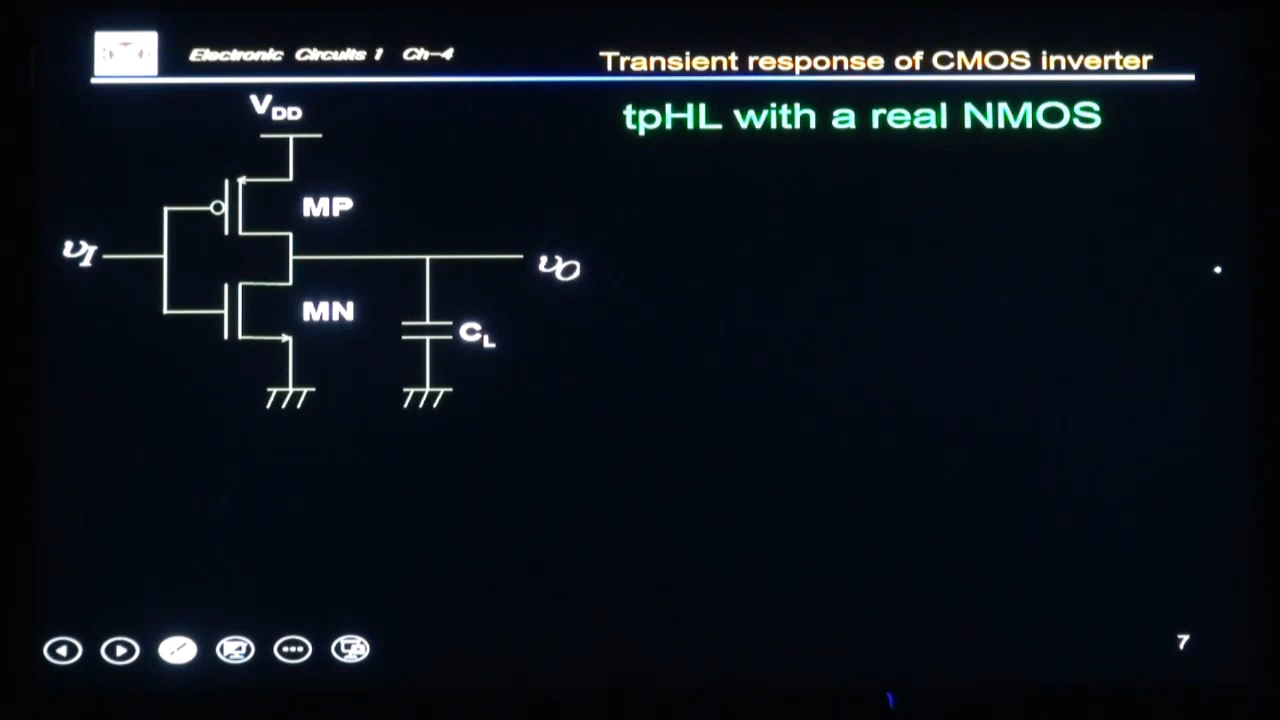 Electronic Circuits 1 Ch-4
Transient response of CMOS inverter
tpHL with a real NMOS
VDD
MP
υI
υO
MN
CL
7